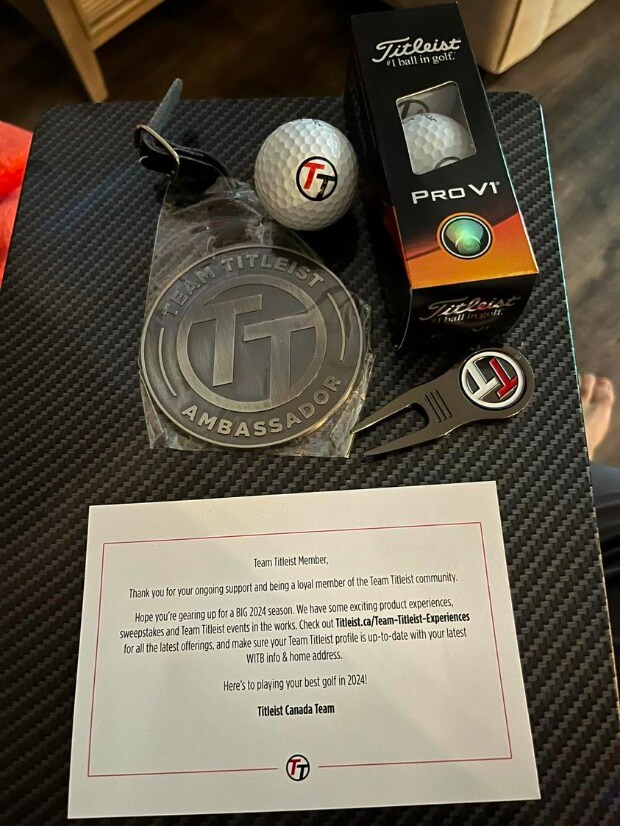 Titleist
#1 ball in golf.
PRO V1
Titleist
#1 ball in golf.
TT
TEAM TITLEIST
TT
AMBASSADOR
TT
Team Titleist Member,
Thank you for your ongoing support and being a loyal member of the Team Titleist community.
Hope you're gearing up for a BIG 2024 season. We have some exciting product experiences,
sweepstakes and Team Titleist events in the works. Check out Titleist.ca/Team-Titleist-Experiences
for all the latest offerings, and make sure your Team Titleist profile is up-to-date with your latest
WITB info & home address.
Here's to playing your best golf in 2024!
Titleist Canada Team
TT